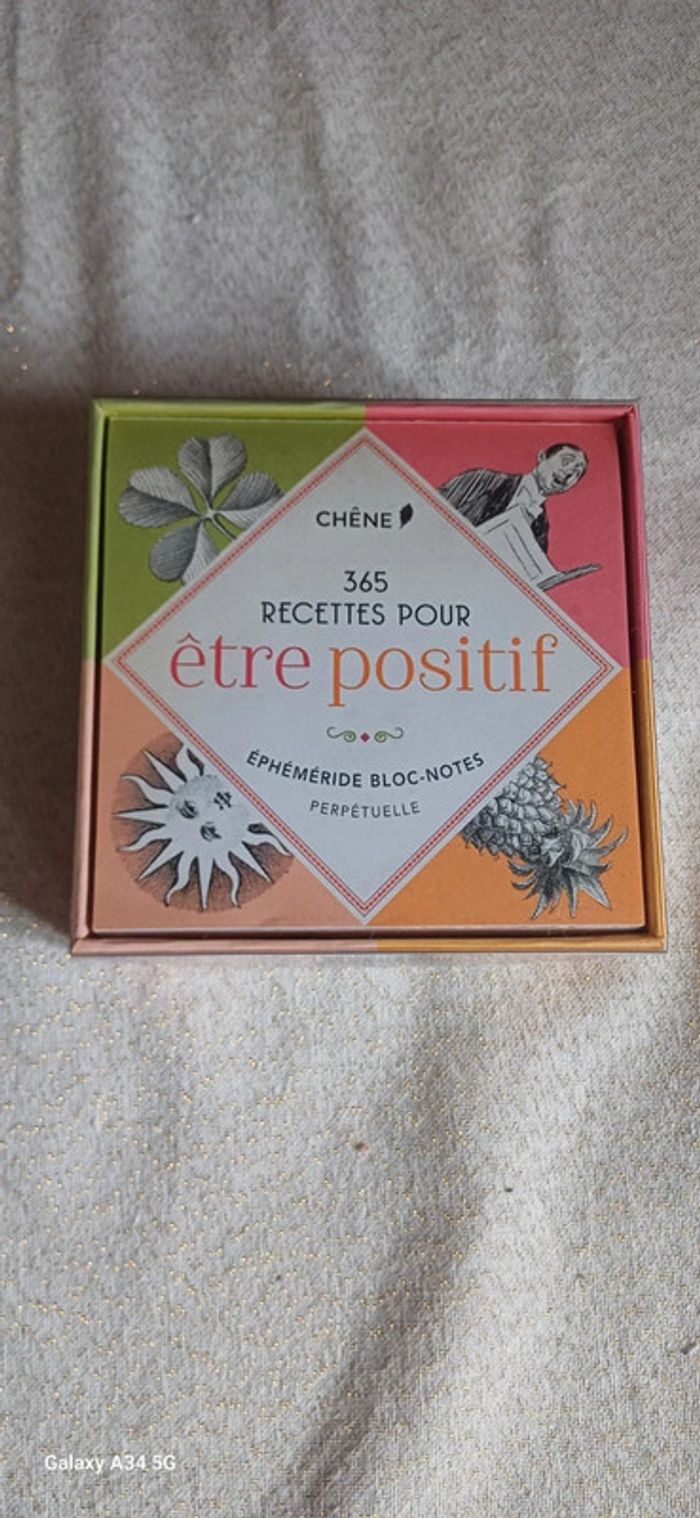 CHÊNE
365
RECETTES POUR
être positif
ÉPHÉMÉRIDE BLOC-NOTES
PERPÉTUELLE
Galaxy A34 5G